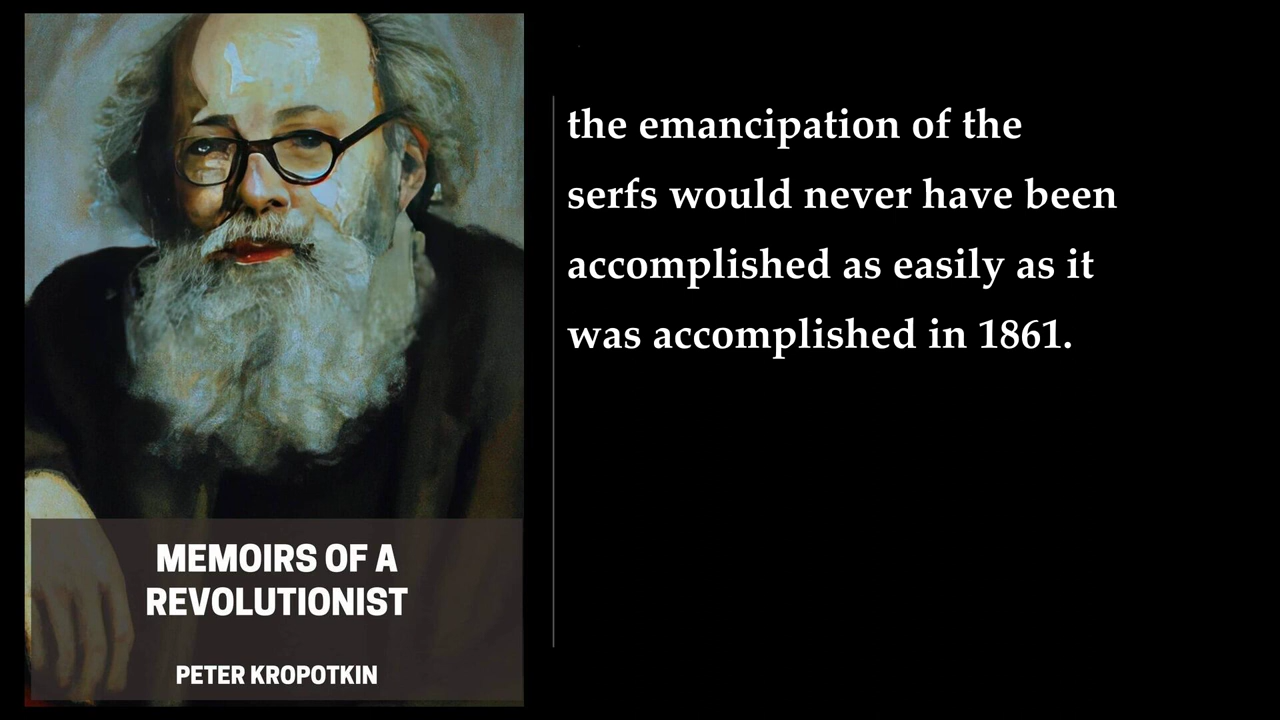 the emancipation of the
serfs would never have been
accomplished as easily as it
was accomplished in 1861.
MEMOIRS OF A
REVOLUTIONIST
PETER KROPOTKIN